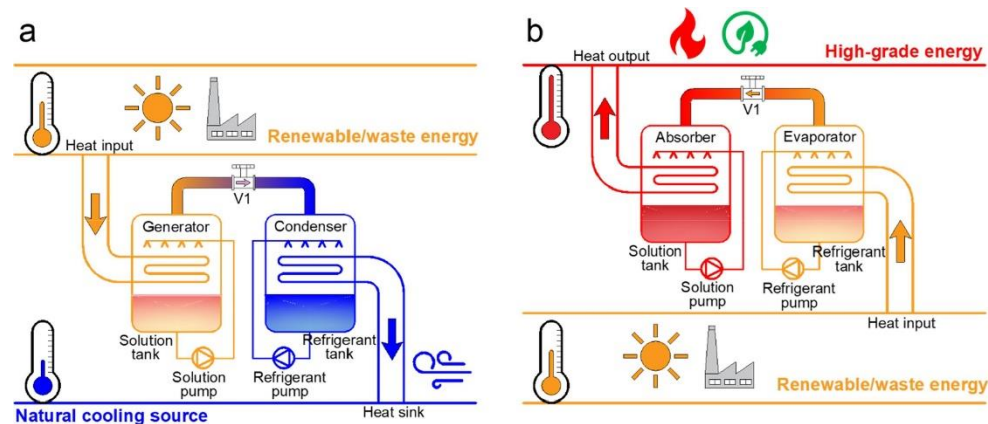 a
Renewable/waste energy
Heat input
V1
Generator
Condenser
Solution
tank
Refrigerant
tank
Solution
pump
Refrigerant
pump
Natural cooling source
Heat sink
b
Heat output
High-grade energy
V1
Absorber
Evaporator
Solution
tank
Refrigerant
tank
Solution
pump
Refrigerant
pump
Heat input
Renewable/waste energy